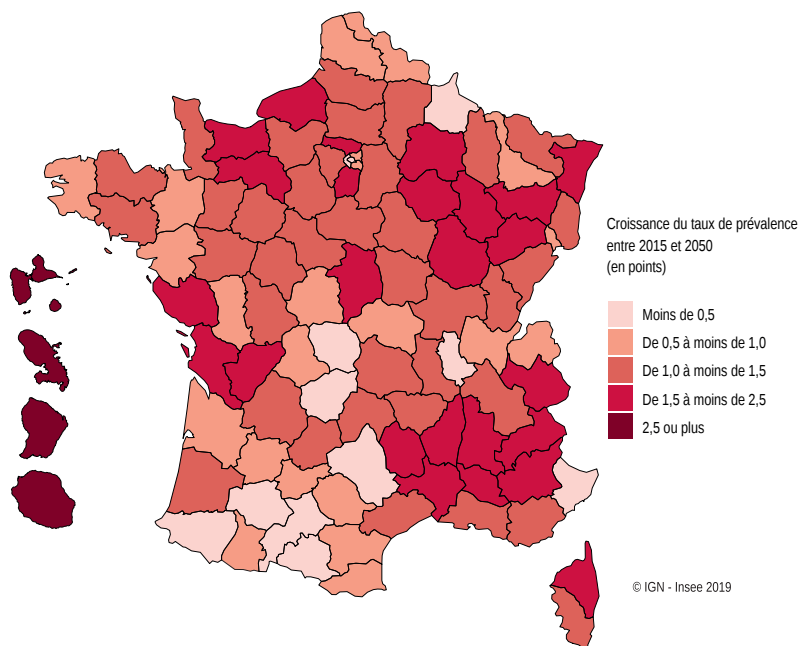 Croissance du taux de prévalence
entre 2015 et 2050
(en points)
Moins de 0,5
De 0,5 à moins de 1,0
De 1,0 à moins de 1,5
De 1,5 à moins de 2,5
2,5 ou plus
© IGN - Insee 2019